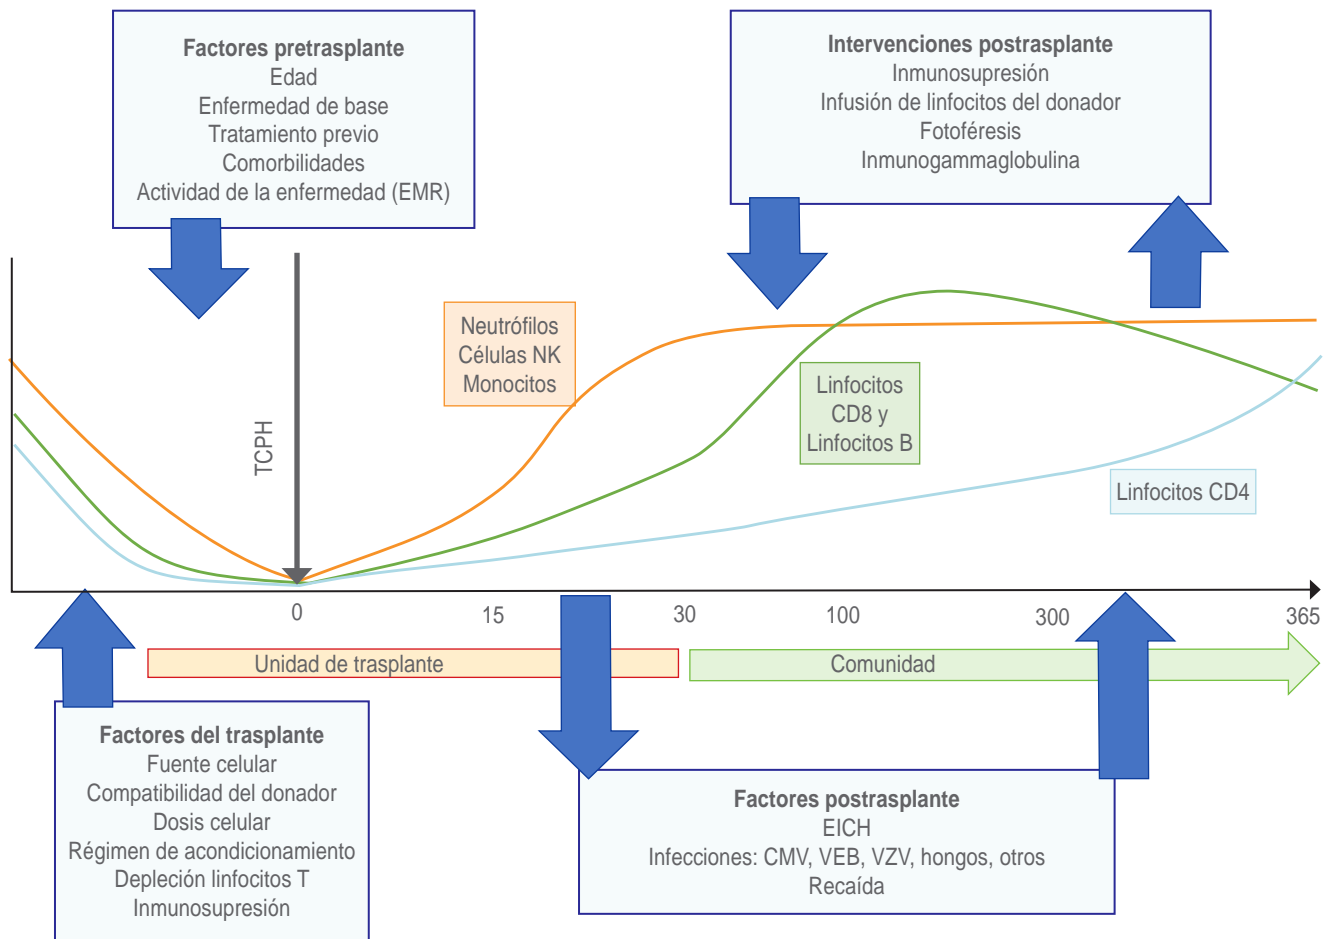 Factores pretrasplante
Edad
Enfermedad de base
Tratamiento previo
Comorbilidades
Actividad de la enfermedad (EMR)
Intervenciones postrasplante
Inmunosupresión
Infusión de linfocitos del donador
Fotoféresis
Inmunogammaglobulina
TCPH
Neutrófilos
Células NK
Monocitos
Linfocitos
CD8 y
Linfocitos B
Linfocitos CD4
0 15 30 100 300 365
Unidad de trasplante
Comunidad
Factores del trasplante
Fuente celular
Compatibilidad del donador
Dosis celular
Régimen de acondicionamiento
Depleción linfocitos T
Inmunosupresión
Factores postrasplante
EICH
Infecciones: CMV, VEB, VZV, hongos, otros
Recaída